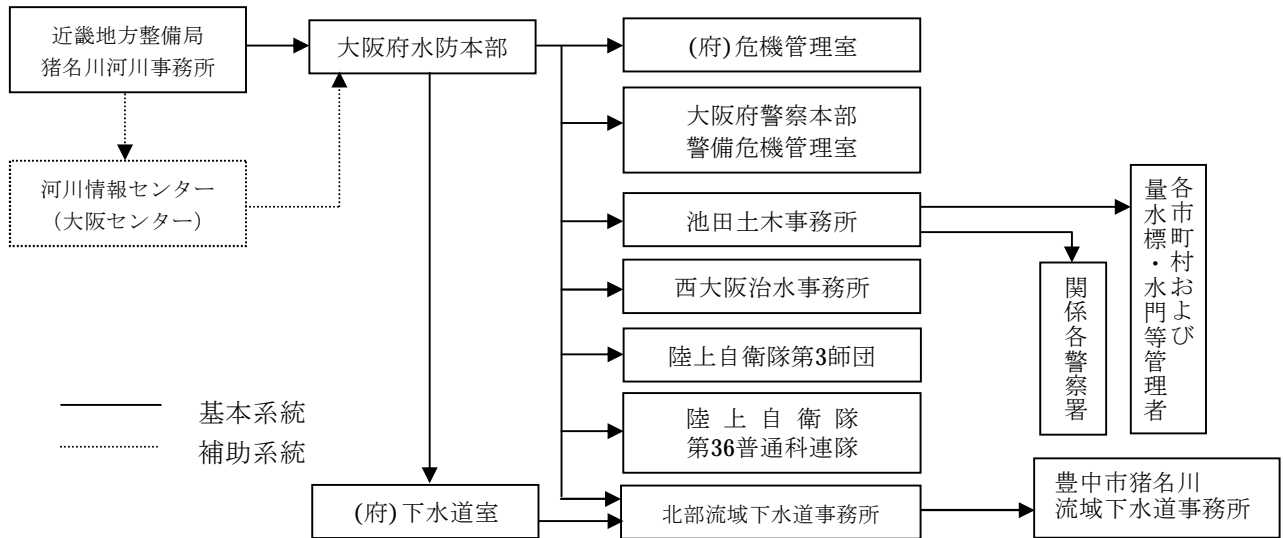 近畿地方整備局
猪名川河川事務所
大阪府水防本部
(府)危機管理室
大阪府警察本部
警備危機管理室
河川情報センター
（大阪センター）
池田土木事務所
各市町村および
量水標・水門等管理者
関係各警察署
西大阪治水事務所
陸上自衛隊第3師団
陸上自衛隊
第36普通科連隊
基本系統
補助系統
(府)下水道室
北部流域下水道事務所
豊中市猪名川
流域下水道事務所